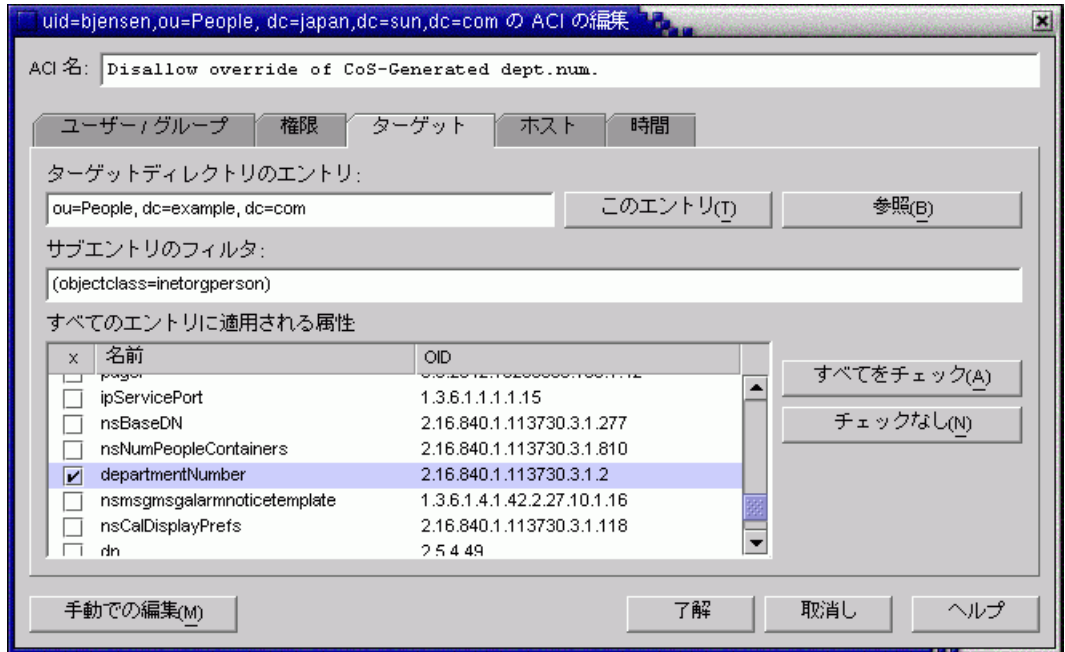 uid=bjensen,ou=People, dc=japan,dc=sun,dc=com の ACI の編集
ACI 名: Disallow override of CoS-Generated dept.num.
ユーザー / グループ 権限 ターゲット ホスト 時間
ターゲットディレクトリのエントリ:
ou=People, dc=example, dc=com このエントリ(T) 参照(B)
サブエントリのフィルタ:
(objectclass=inetorgperson)
すべてのエントリに適用される属性
x 名前 OID
すべてをチェック(A)
ipServicePort 1.3.6.1.1.1.1.15
nsBaseDN 2.16.840.1.113730.3.1.277
チェックなし(N)
nsNumPeopleContainers 2.16.840.1.113730.3.1.810
departmentNumber 2.16.840.1.113730.3.1.2
nsmsgmsgalarmnoticetemplate 1.3.6.1.4.1.42.2.27.10.1.16
nsCalDisplayPrefs 2.16.840.1.113730.3.1.118
dn 2.5.4.49
手動での編集(M) 了解 取消し ヘルプ